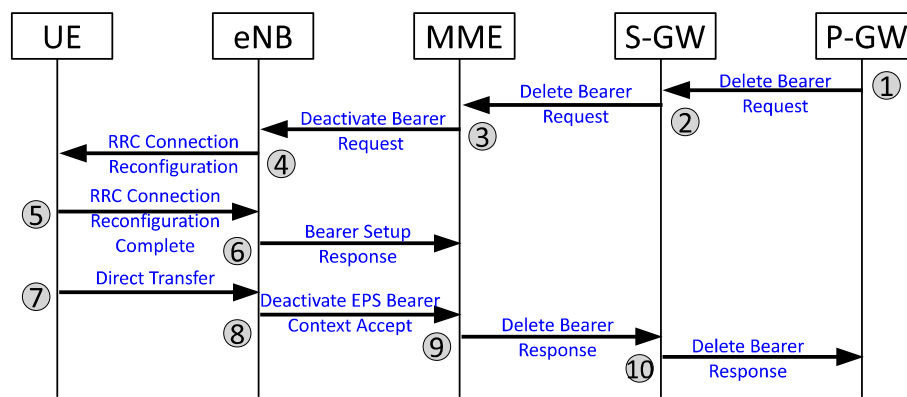 UE
eNB
MME
S-GW
P-GW
1
Delete Bearer
Request
2
Delete Bearer
Request
3
Deactivate Bearer
Request
4
RRC Connection
Reconfiguration
5
RRC Connection
Reconfiguration
Complete
6
Bearer Setup
Response
7
Direct Transfer
8
Deactivate EPS Bearer
Context Accept
9
Delete Bearer
Response
10
Delete Bearer
Response